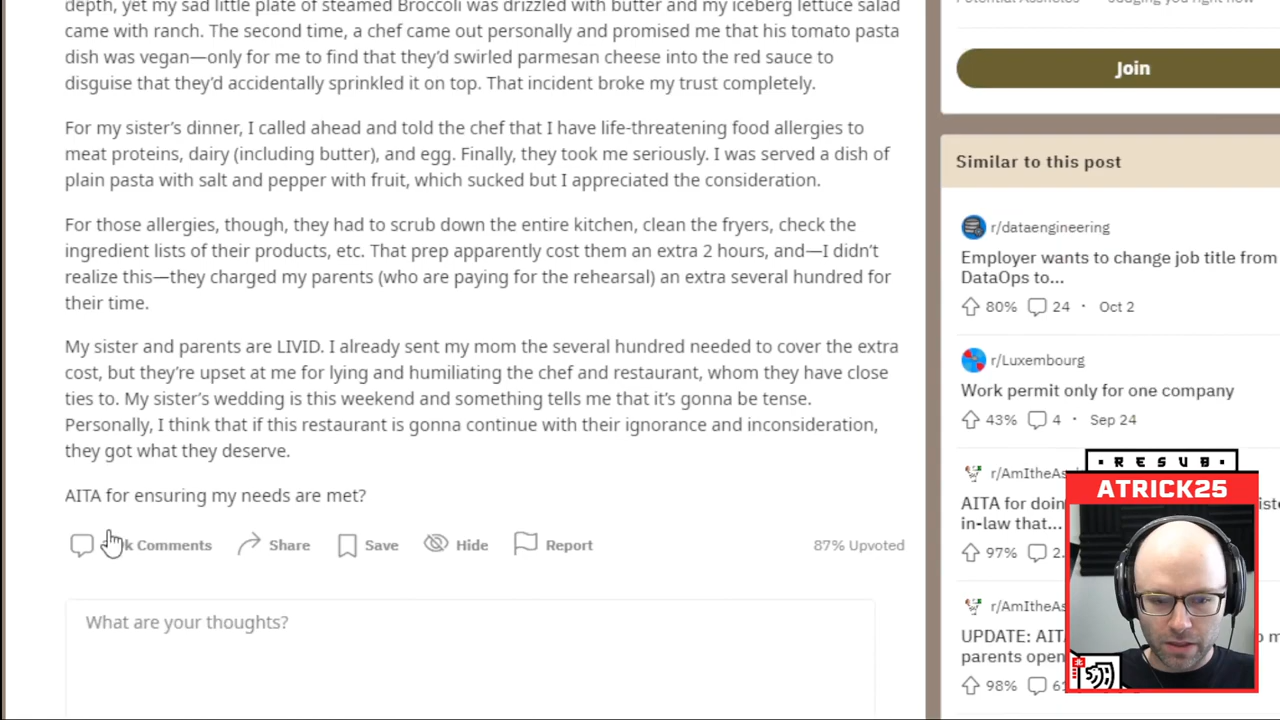 depth, yet my sad little plate of steamed Broccoli was drizzled with butter and my iceberg lettuce salad
came with ranch. The second time, a chef came out personally and promised me that his tomato pasta
dish was vegan—only for me to find that they'd swirled parmesan cheese into the red sauce to
disguise that they'd accidentally sprinkled it on top. That incident broke my trust completely.
For my sister's dinner, I called ahead and told the chef that I have life-threatening food allergies to
meat proteins, dairy (including butter), and egg. Finally, they took me seriously. I was served a dish of
plain pasta with salt and pepper with fruit, which sucked but I appreciated the consideration.
For those allergies, though, they had to scrub down the entire kitchen, clean the fryers, check the
ingredient lists of their products, etc. That prep apparently cost them an extra 2 hours, and—I didn't
realize this—they charged my parents (who are paying for the rehearsal) an extra several hundred for
their time.
My sister and parents are LIVID. I already sent my mom the several hundred needed to cover the extra
cost, but they're upset at me for lying and humiliating the chef and restaurant, whom they have close
ties to. My sister's wedding is this weekend and something tells me that it's gonna be tense.
Personally, I think that if this restaurant is gonna continue with their ignorance and inconsideration,
they got what they deserve.
AITA for ensuring my needs are met?
k Comments
Share
Save
Hide
Report
87% Upvoted
What are your thoughts?
Join
Similar to this post
r/dataengineering
Employer wants to change job title from
DataOps to...
80% 24 · Oct 2
r/Luxembourg
Work permit only for one company
43% 4 · Sep 24
r/AmItheAs
AITA for doin
in-law that...
97% 2.
r/AmItheAs
UPDATE: AITA
parents open
98% 61
· RESUB ·
ATRICK25